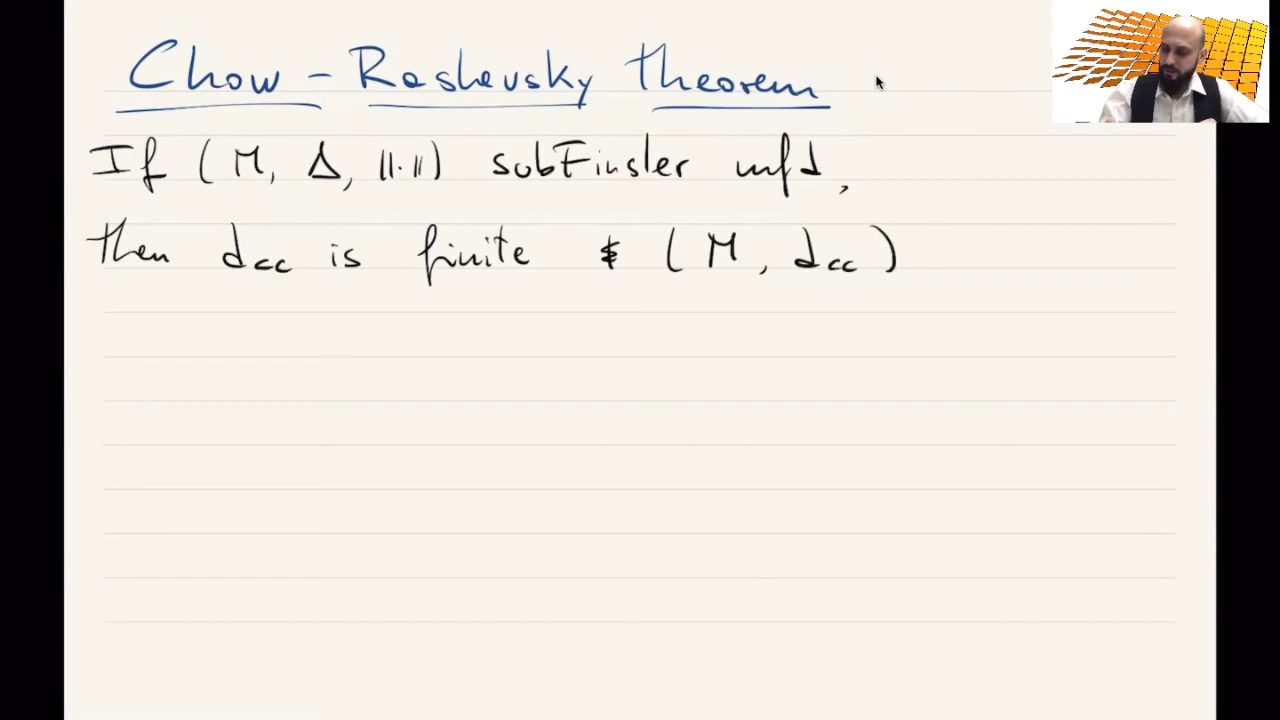 Chow - Rashevsky theorem
If (M, Δ, ||·||) subFinsler mfd,
then dcc is finite & (M, dcc)